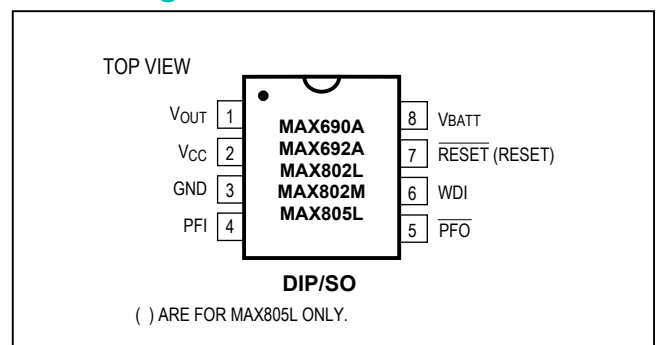 TOP VIEW
VOUT 1
VCC 2
GND 3
PFI 4
MAX690A
MAX692A
MAX802L
MAX802M
MAX805L
8 VBATT
7 RESET (RESET)
6 WDI
5 PFO
DIP/SO
( ) ARE FOR MAX805L ONLY.